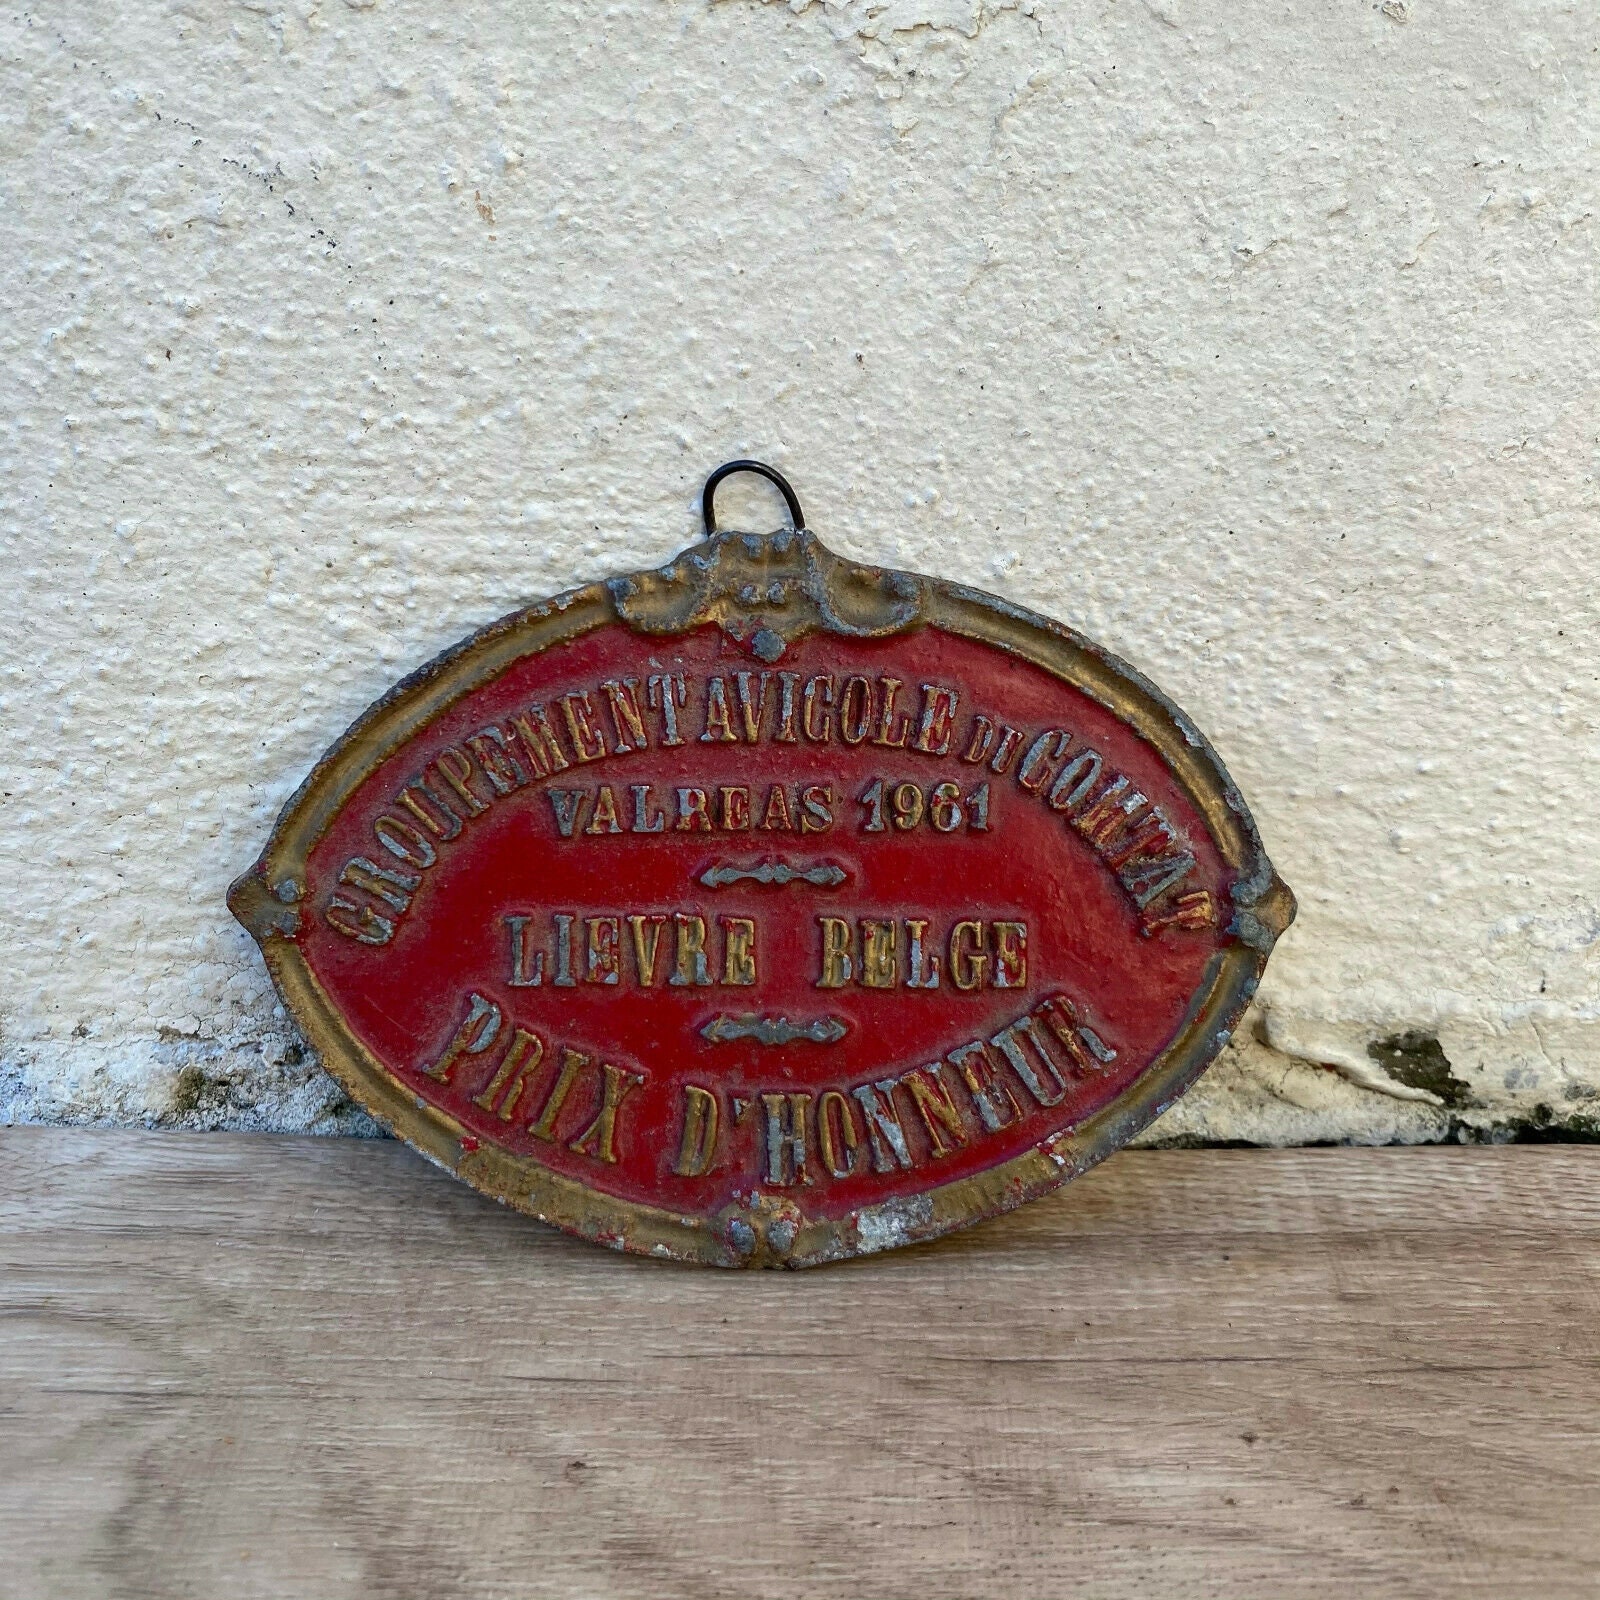 GROUPEMENT AVICOLE DU COMTAT
VALREAS 1961
LIEVRE BELGE
PRIX D'HONNEUR